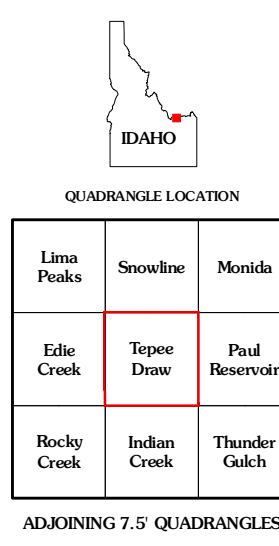 IDAHO
QUADRANGLE LOCATION
Lima
Peaks
Snowline
Monida
Edie
Creek
Tepee
Draw
Paul
Reservoir
Rocky
Creek
Indian
Creek
Thunder
Gulch
ADJOINING 7.5' QUADRANGLES